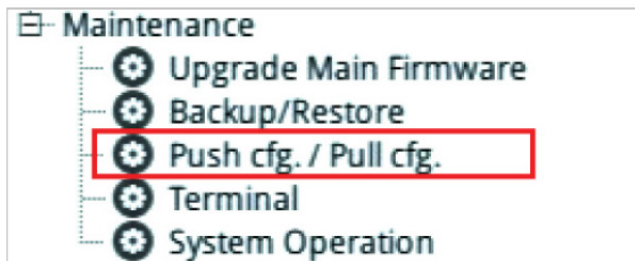 Maintenance
Upgrade Main Firmware
Backup/Restore
Push cfg. / Pull cfg.
Terminal
System Operation